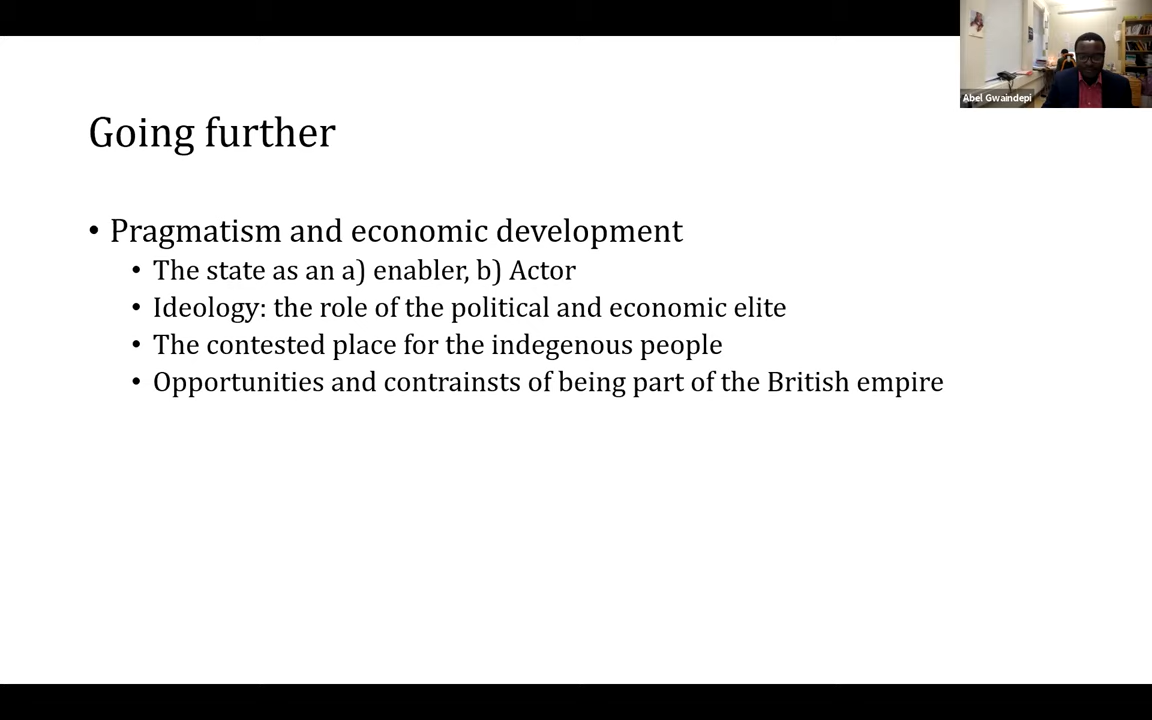 Abel Gwaindepi
Going further
• Pragmatism and economic development
• The state as an a) enabler, b) Actor
• Ideology: the role of the political and economic elite
• The contested place for the indegenous people
• Opportunities and contrainsts of being part of the British empire